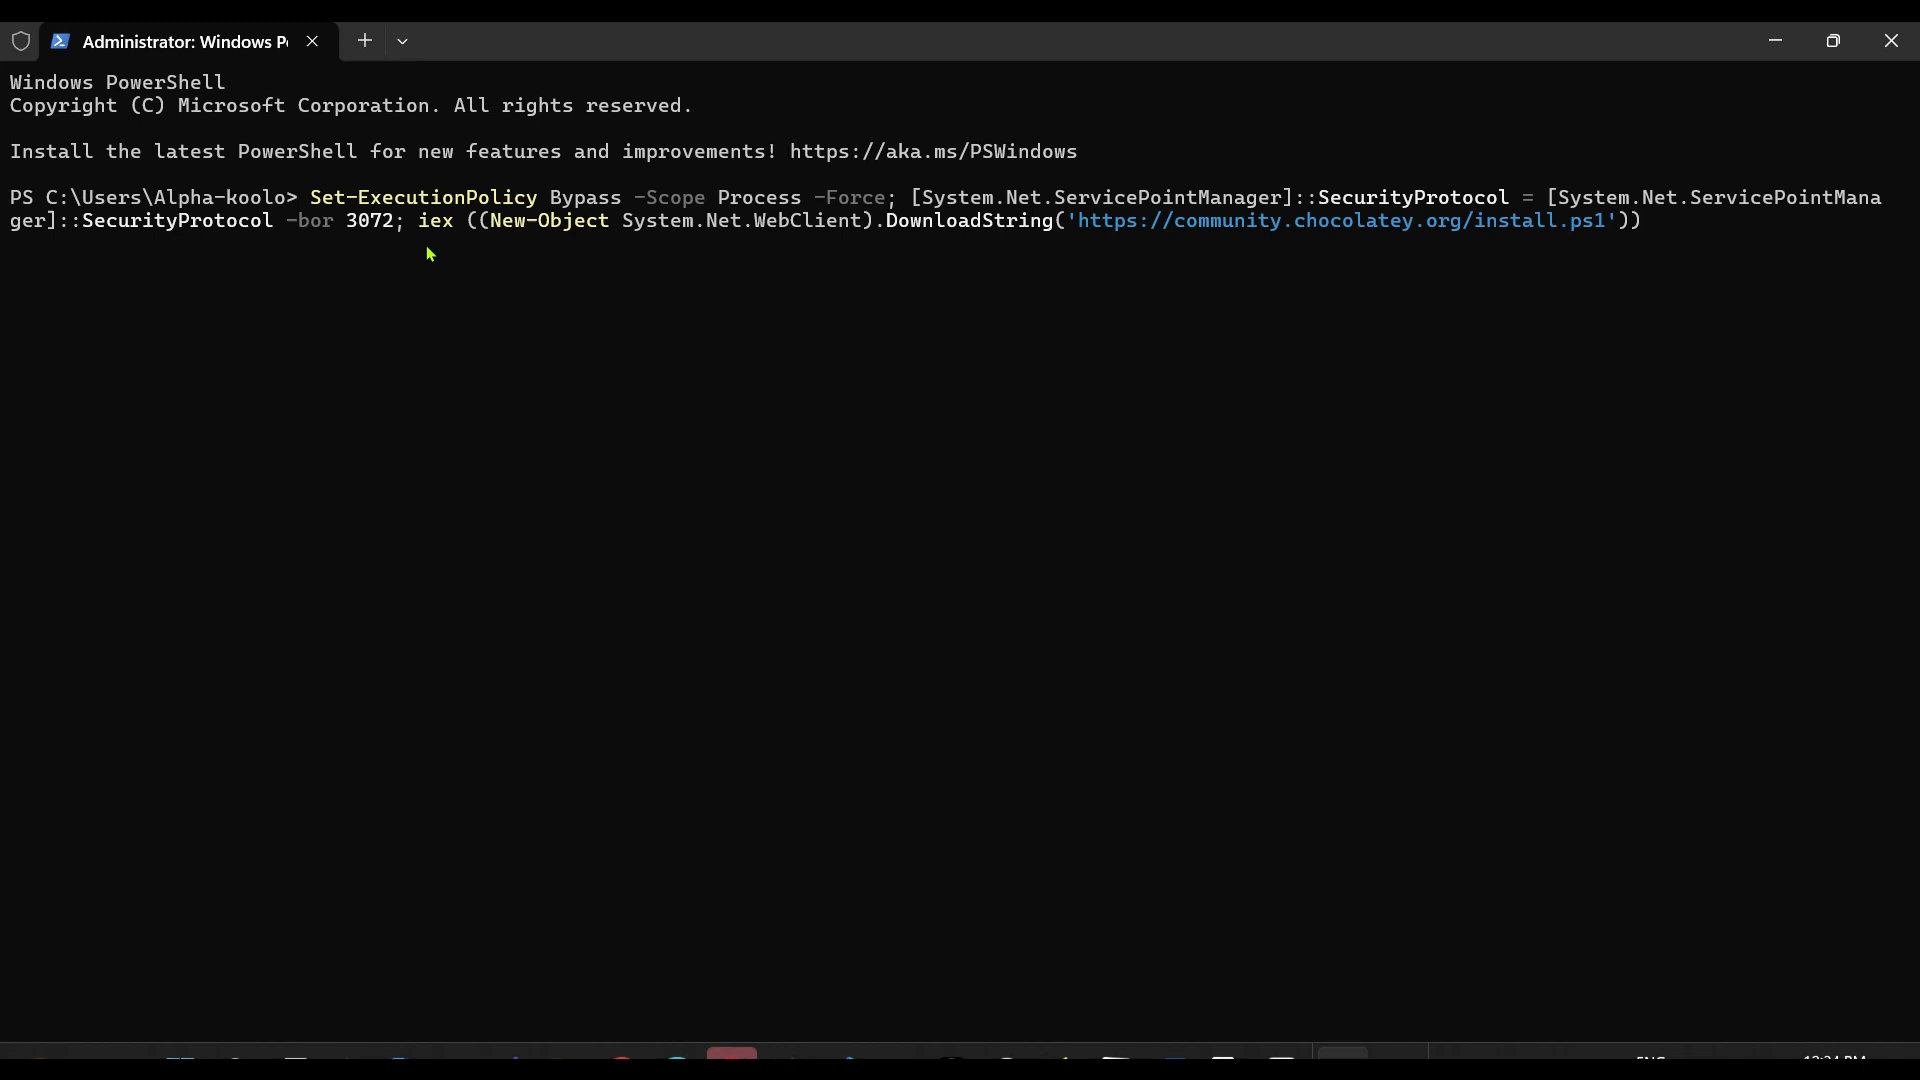 Administrator: Windows P
Windows PowerShell
Copyright (C) Microsoft Corporation. All rights reserved.
Install the latest PowerShell for new features and improvements! https://aka.ms/PSWindows
PS C:\Users\Alpha-koolo> Set-ExecutionPolicy Bypass -Scope Process -Force; [System.Net.ServicePointManager]::SecurityProtocol = [System.Net.ServicePointMana
ger]::SecurityProtocol -bor 3072; iex ((New-Object System.Net.WebClient).DownloadString('https://community.chocolatey.org/install.ps1'))